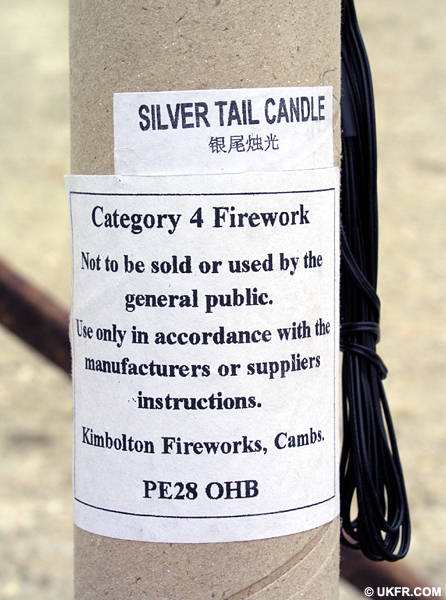 SILVER TAIL CANDLE
银尾烛光
Category 4 Firework
Not to be sold or used by the
general public.
Use only in accordance with the
manufacturers or suppliers
instructions.
Kimbolton Fireworks, Cambs.
PE28 OHB
© UKFR.COM